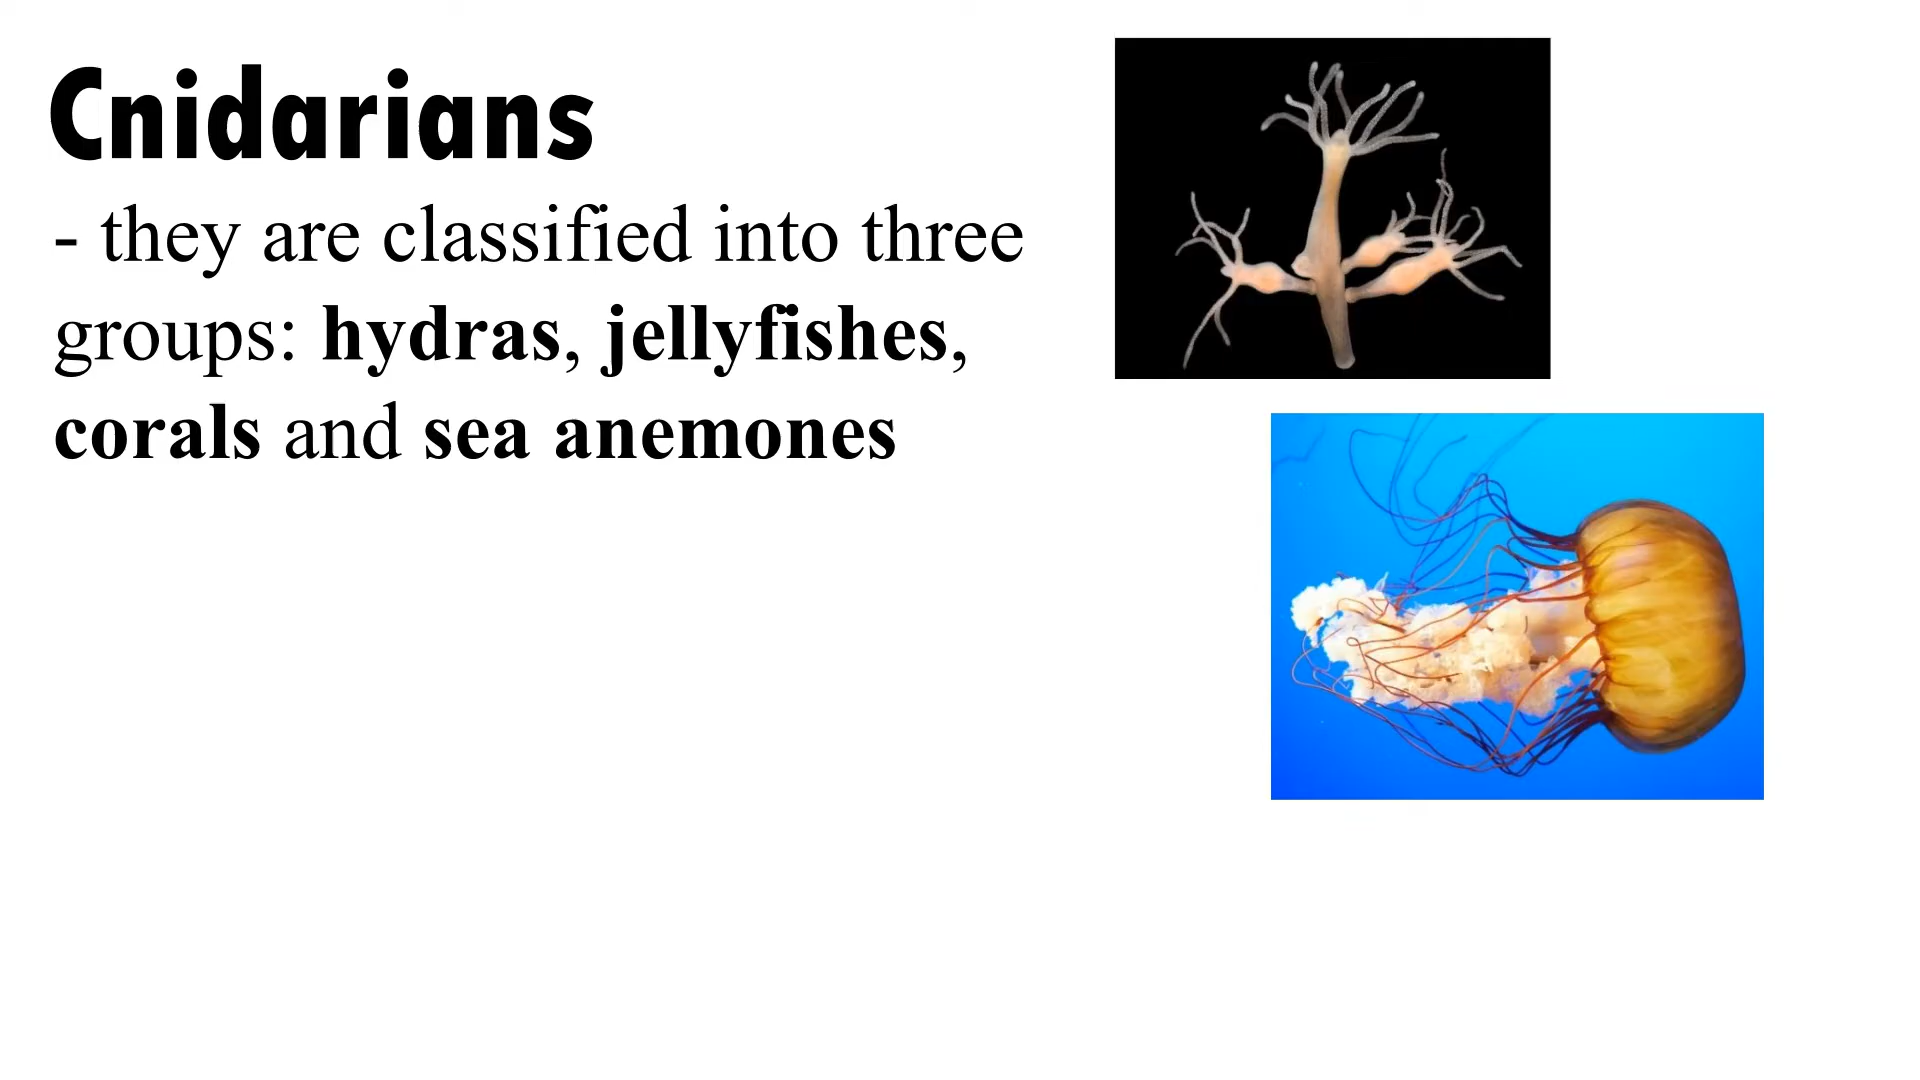 Cnidarians
- they are classified into three
groups: hydras, jellyfishes,
corals and sea anemones